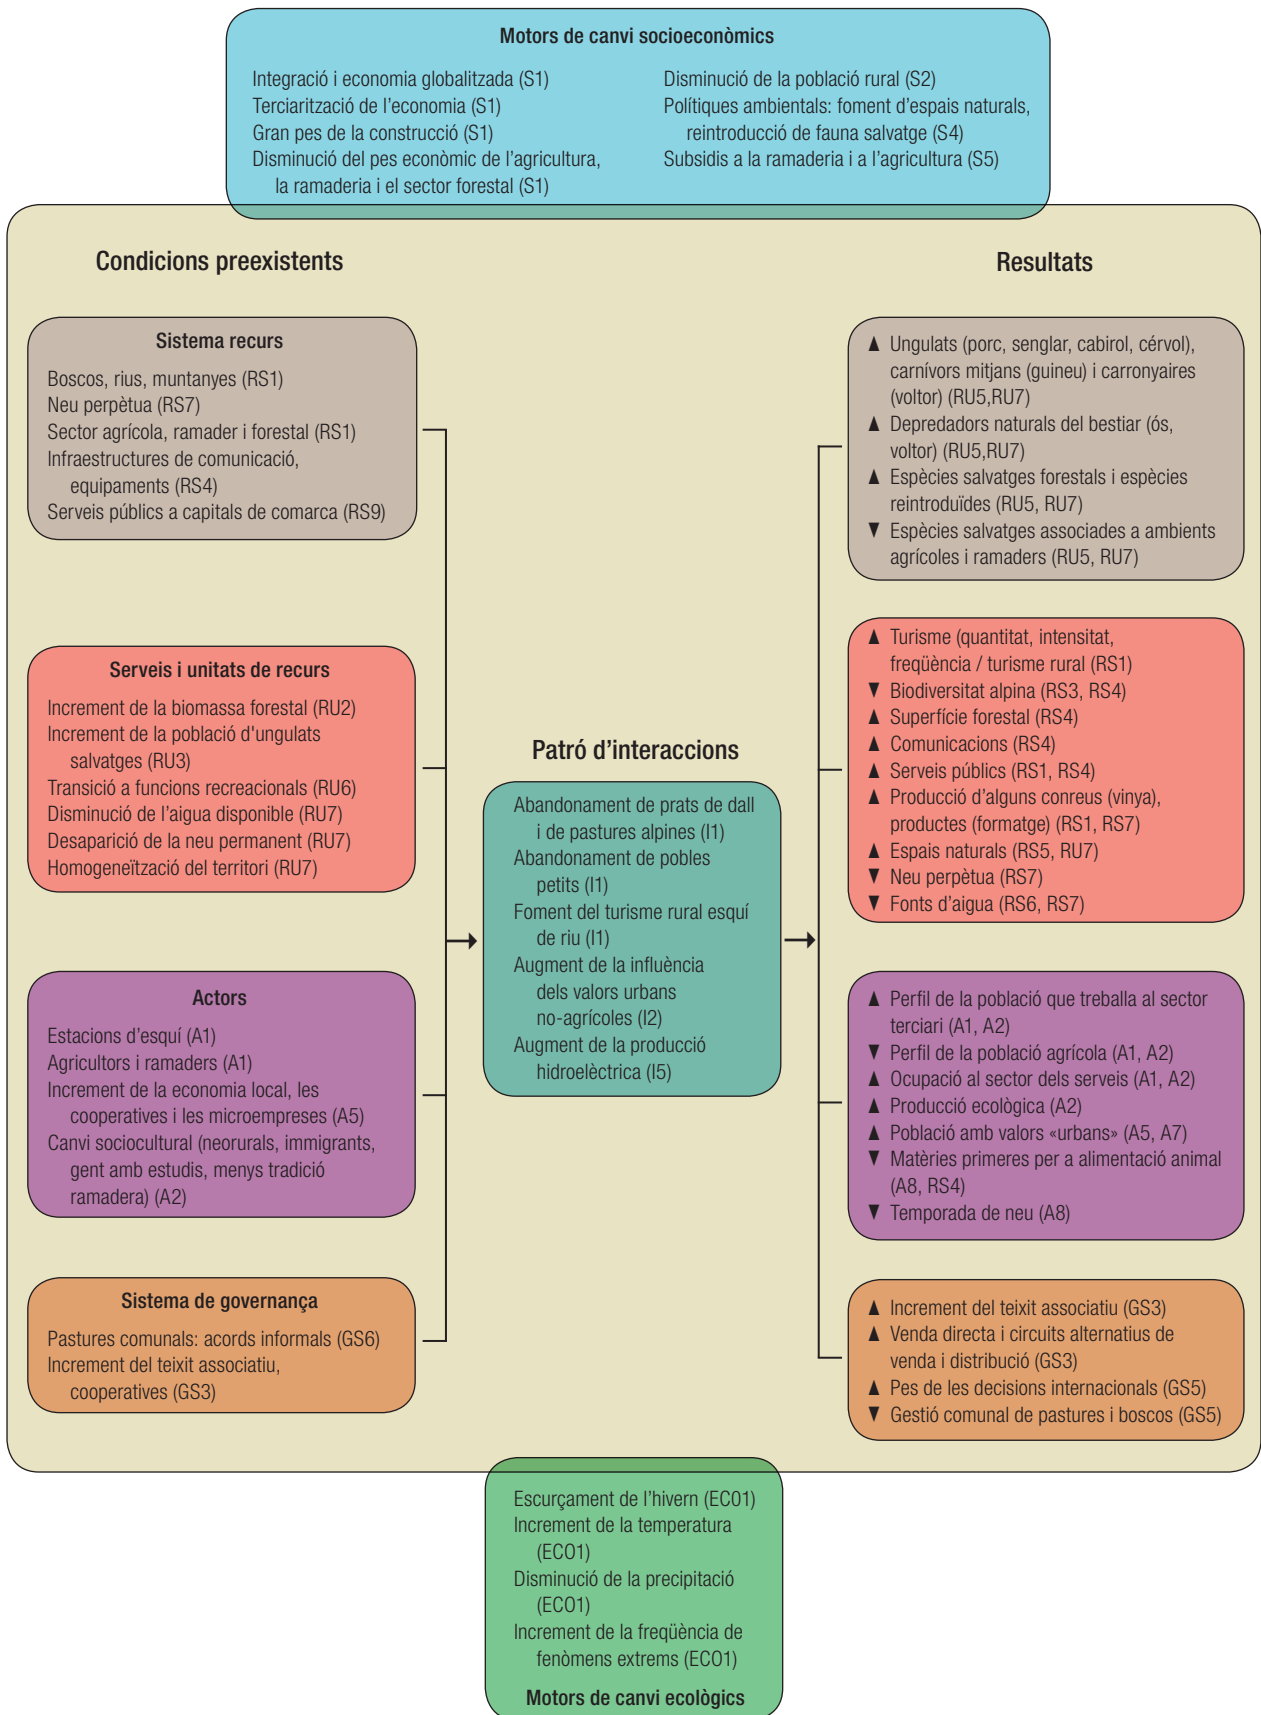 Motors de canvi socioeconòmics
Integració i economia globalitzada (S1)
Terciarització de l’economia (S1)
Gran pes de la construcció (S1)
Disminució del pes econòmic de l’agricultura,
la ramaderia i el sector forestal (S1)
Disminució de la població rural (S2)
Polítiques ambientals: foment d’espais naturals,
reintroducció de fauna salvatge (S4)
Subsidis a la ramaderia i a l’agricultura (S5)
Condicions preexistents
Sistema recurs
Boscos, rius, muntanyes (RS1)
Neu perpètua (RS7)
Sector agrícola, ramader i forestal (RS1)
Infraestructures de comunicació,
equipaments (RS4)
Serveis públics a capitals de comarca (RS9)
Serveis i unitats de recurs
Increment de la biomassa forestal (RU2)
Increment de la població d'ungulats
salvatges (RU3)
Transició a funcions recreacionals (RU6)
Disminució de l’aigua disponible (RU7)
Desaparició de la neu permanent (RU7)
Homogeneïtzació del territori (RU7)
Actors
Estacions d’esquí (A1)
Agricultors i ramaders (A1)
Increment de la economia local, les
cooperatives i les microempreses (A5)
Canvi sociocultural (neorurals, immigrants,
gent amb estudis, menys tradició
ramadera) (A2)
Sistema de governança
Pastures comunals: acords informals (GS6)
Increment del teixit associatiu,
cooperatives (GS3)
Patró d’interaccions
Abandonament de prats de dall
i de pastures alpines (I1)
Abandonament de pobles
petits (I1)
Foment del turisme rural esquí
de riu (I1)
Augment de la influència
dels valors urbans
no-agrícoles (I2)
Augment de la producció
hidroelèctrica (I5)
Resultats
▲ Ungulats (porc, senglar, cabirol, cérvol),
carnívors mitjans (guineu) i carronyaires
(voltor) (RU5,RU7)
▲ Depredadors naturals del bestiar (ós,
voltor) (RU5,RU7)
▲ Espècies salvatges forestals i espècies
reintroduïdes (RU5, RU7)
▼ Espècies salvatges associades a ambients
agrícoles i ramaders (RU5, RU7)
▲ Turisme (quantitat, intensitat,
freqüència / turisme rural (RS1)
▼ Biodiversitat alpina (RS3, RS4)
▲ Superfície forestal (RS4)
▲ Comunicacions (RS4)
▲ Serveis públics (RS1, RS4)
▲ Producció d’alguns conreus (vinya),
productes (formatge) (RS1, RS7)
▲ Espais naturals (RS5, RU7)
▼ Neu perpètua (RS7)
▼ Fonts d’aigua (RS6, RS7)
▲ Perfil de la població que treballa al sector
terciari (A1, A2)
▼ Perfil de la població agrícola (A1, A2)
▲ Ocupació al sector dels serveis (A1, A2)
▲ Producció ecològica (A2)
▲ Població amb valors «urbans» (A5, A7)
▼ Matèries primeres per a alimentació animal
(A8, RS4)
▼ Temporada de neu (A8)
▲ Increment del teixit associatiu (GS3)
▲ Venda directa i circuits alternatius de
venda i distribució (GS3)
▲ Pes de les decisions internacionals (GS5)
▼ Gestió comunal de pastures i boscos (GS5)
Escurçament de l’hivern (ECO1)
Increment de la temperatura
(ECO1)
Disminució de la precipitació
(ECO1)
Increment de la freqüència de
fenòmens extrems (ECO1)
Motors de canvi ecològics